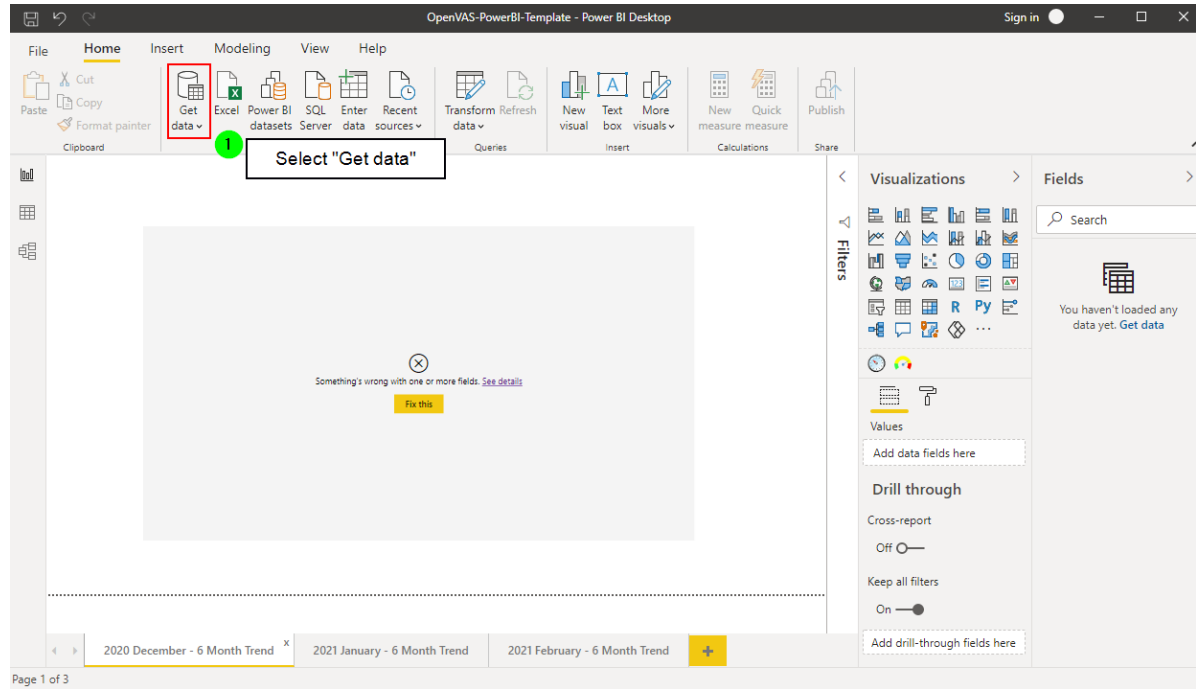 OpenVAS-PowerBI-Template - Power BI Desktop
Sign in
File Home Insert Modeling View Help
Paste
Cut
Copy
Format painter
Clipboard
Get data
Excel
Power BI datasets
SQL Server
Enter data
Recent sources
Transform data
Refresh
Queries
New visual
Text box
More visuals
Insert
New measure
Quick measure
Calculations
Publish
Share
1
Select "Get data"
Something's wrong with one or more fields. See details
Fix this
Filters
Visualizations
123
R
Py
Values
Add data fields here
Drill through
Cross-report
Off
Keep all filters
On
Add drill-through fields here
Fields
Search
You haven't loaded any
data yet. Get data
2020 December - 6 Month Trend x
2021 January - 6 Month Trend
2021 February - 6 Month Trend
+
Page 1 of 3